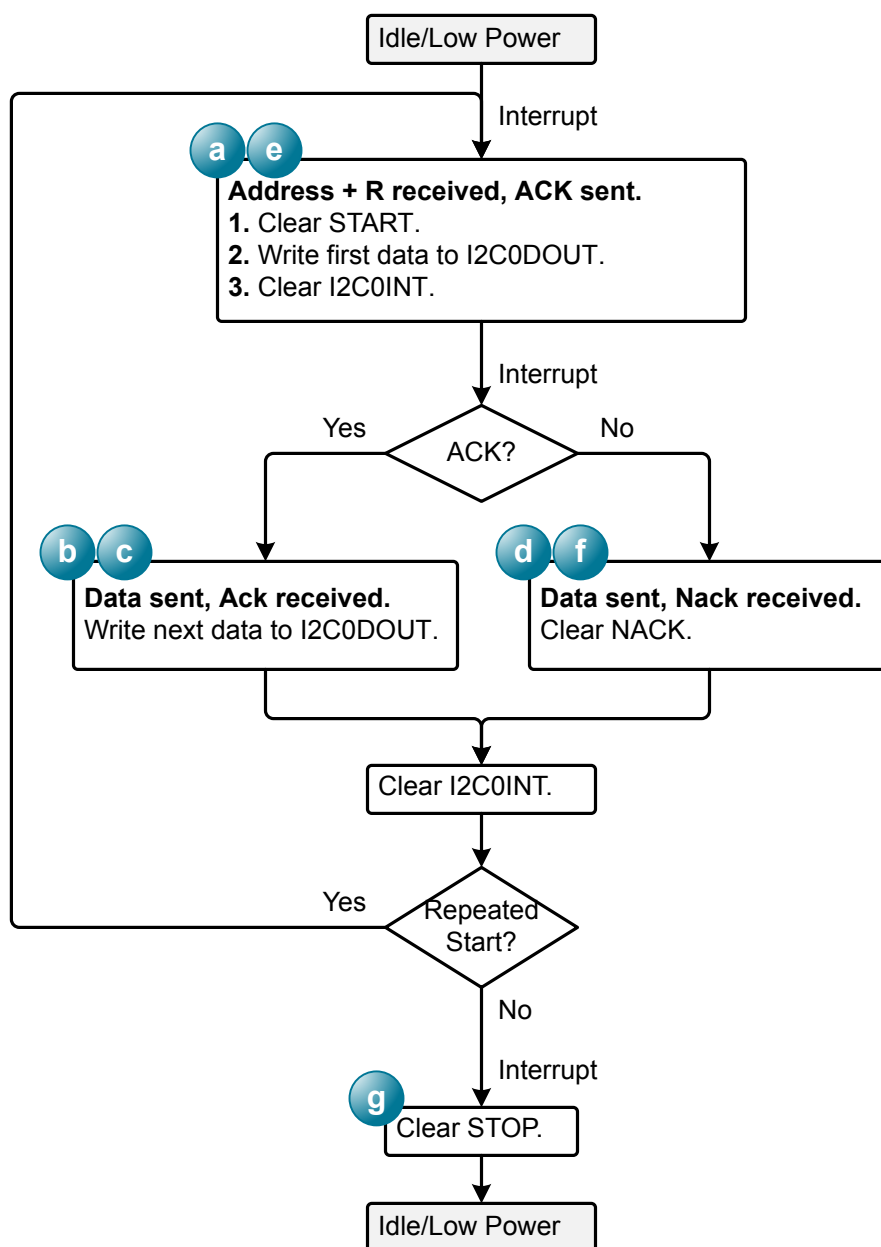 Idle/Low Power
Interrupt
a e
Address + R received, ACK sent.
1. Clear START.
2. Write first data to I2C0DOUT.
3. Clear I2C0INT.
Interrupt
Yes
ACK?
No
b c
Data sent, Ack received.
Write next data to I2C0DOUT.
d f
Data sent, Nack received.
Clear NACK.
Clear I2C0INT.
Yes
Repeated
Start?
No
Interrupt
g
Clear STOP.
Idle/Low Power